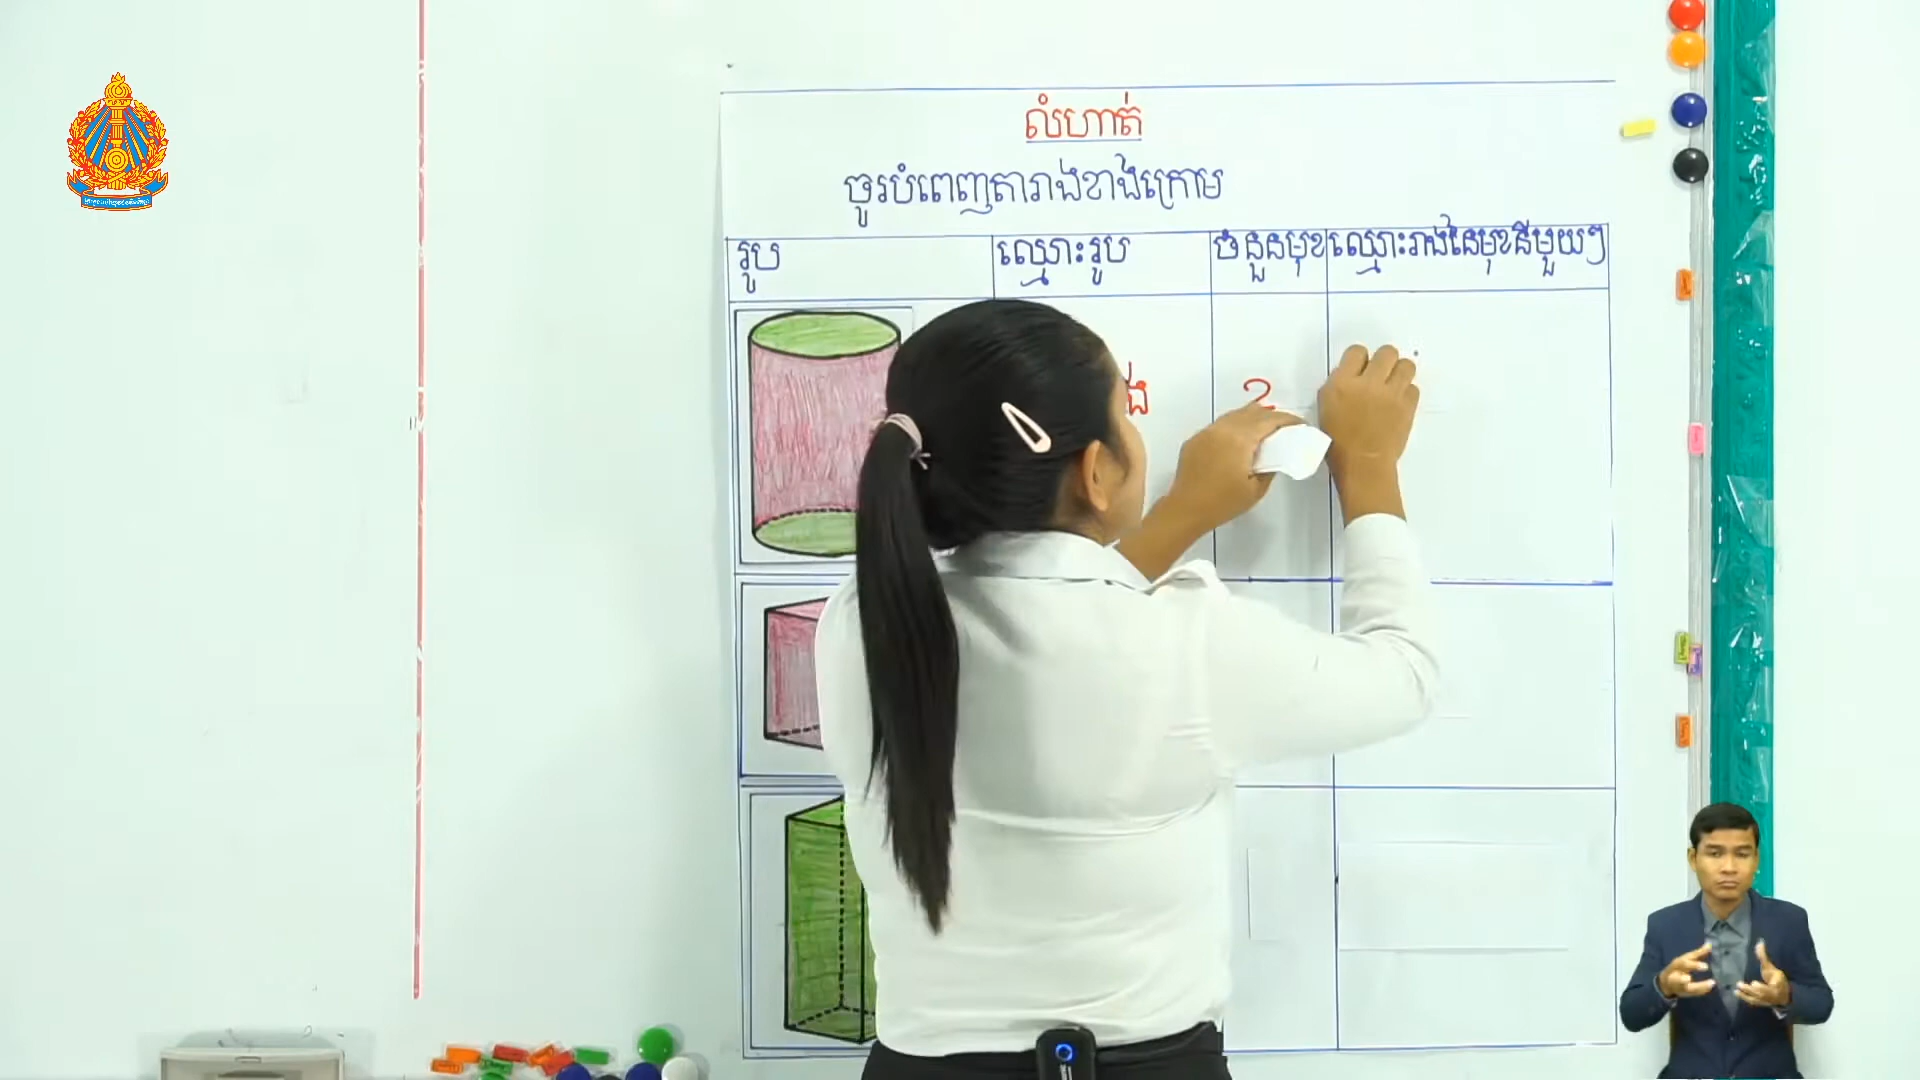 លំហាត់
ចូរបំពេញតារាងខាងក្រោម
រូប ឈ្មោះរូប ចំនួនមុខ ឈ្មោះរាងនៃមុខនីមួយៗ